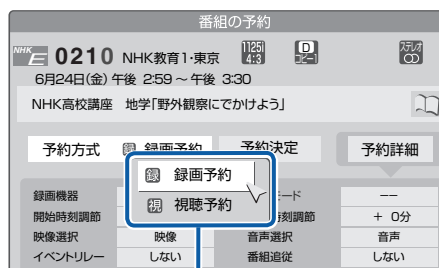 番組の予約
NHK E 0210 NHK教育1・東京 1125i 4:3 D コピー1 ステレオ
6月24日(金) 午後 2:59 ~ 午後 3:30
NHK高校講座 地学「野外観察にでかけよう」
予約方式 録 録画予約 予約決定 予約詳細
録 録画予約
視 視聴予約
録画機器 ード −−
開始時刻調節 刻調節 + 0分
映像選択 映像 音声選択 音声
イベントリレー しない 番組追従 しない